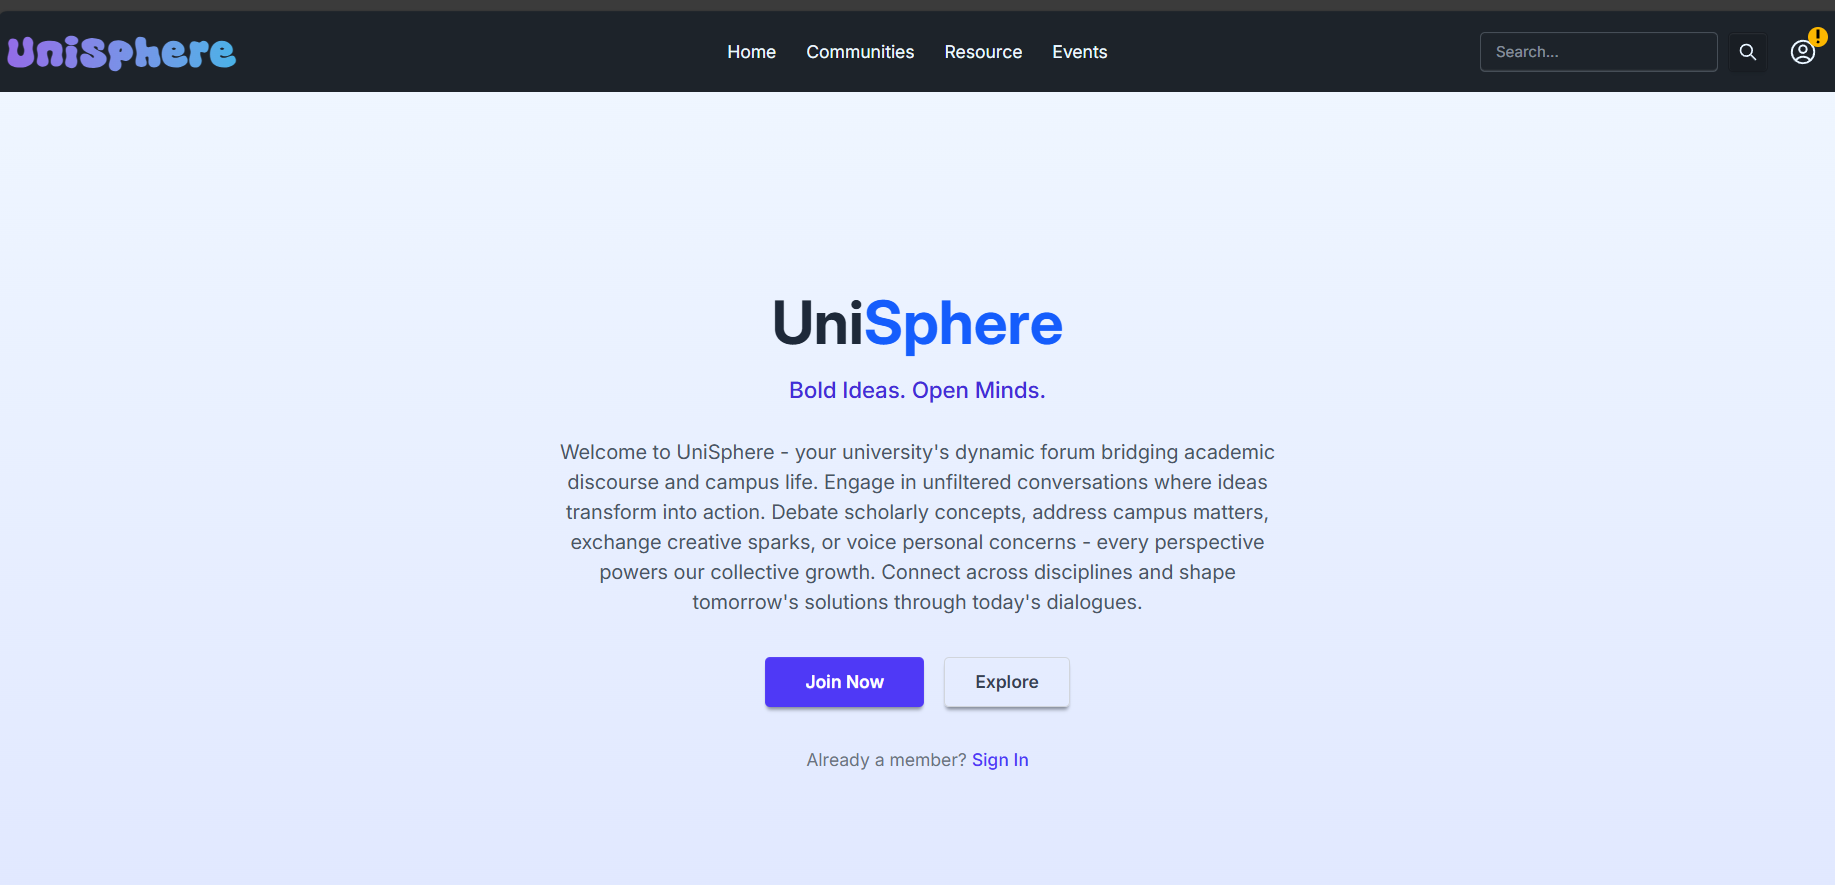 UniSphere
Home Communities Resource Events
Search...
!
UniSphere
Bold Ideas. Open Minds.
Welcome to UniSphere - your university's dynamic forum bridging academic
discourse and campus life. Engage in unfiltered conversations where ideas
transform into action. Debate scholarly concepts, address campus matters,
exchange creative sparks, or voice personal concerns - every perspective
powers our collective growth. Connect across disciplines and shape
tomorrow's solutions through today's dialogues.
Join Now Explore
Already a member? Sign In